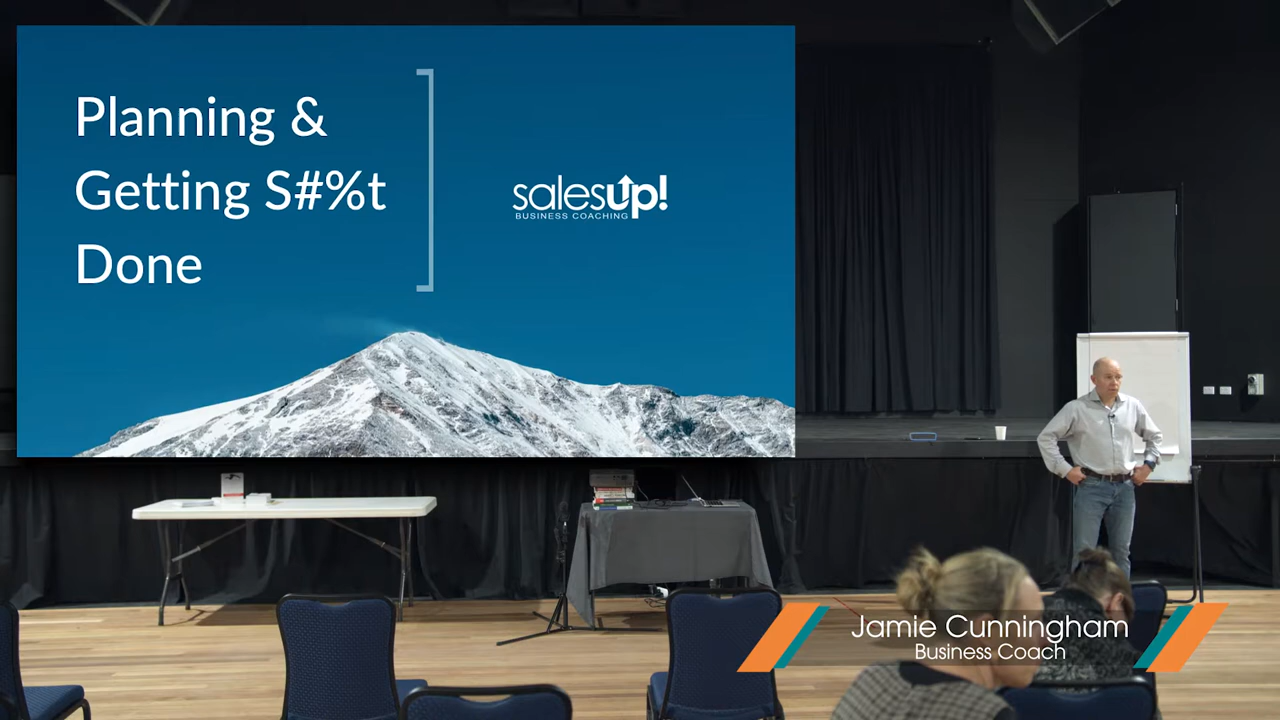 Planning &
Getting S#%t
Done
salesup!
BUSINESS COACHING
Jamie Cunningham
Business Coach